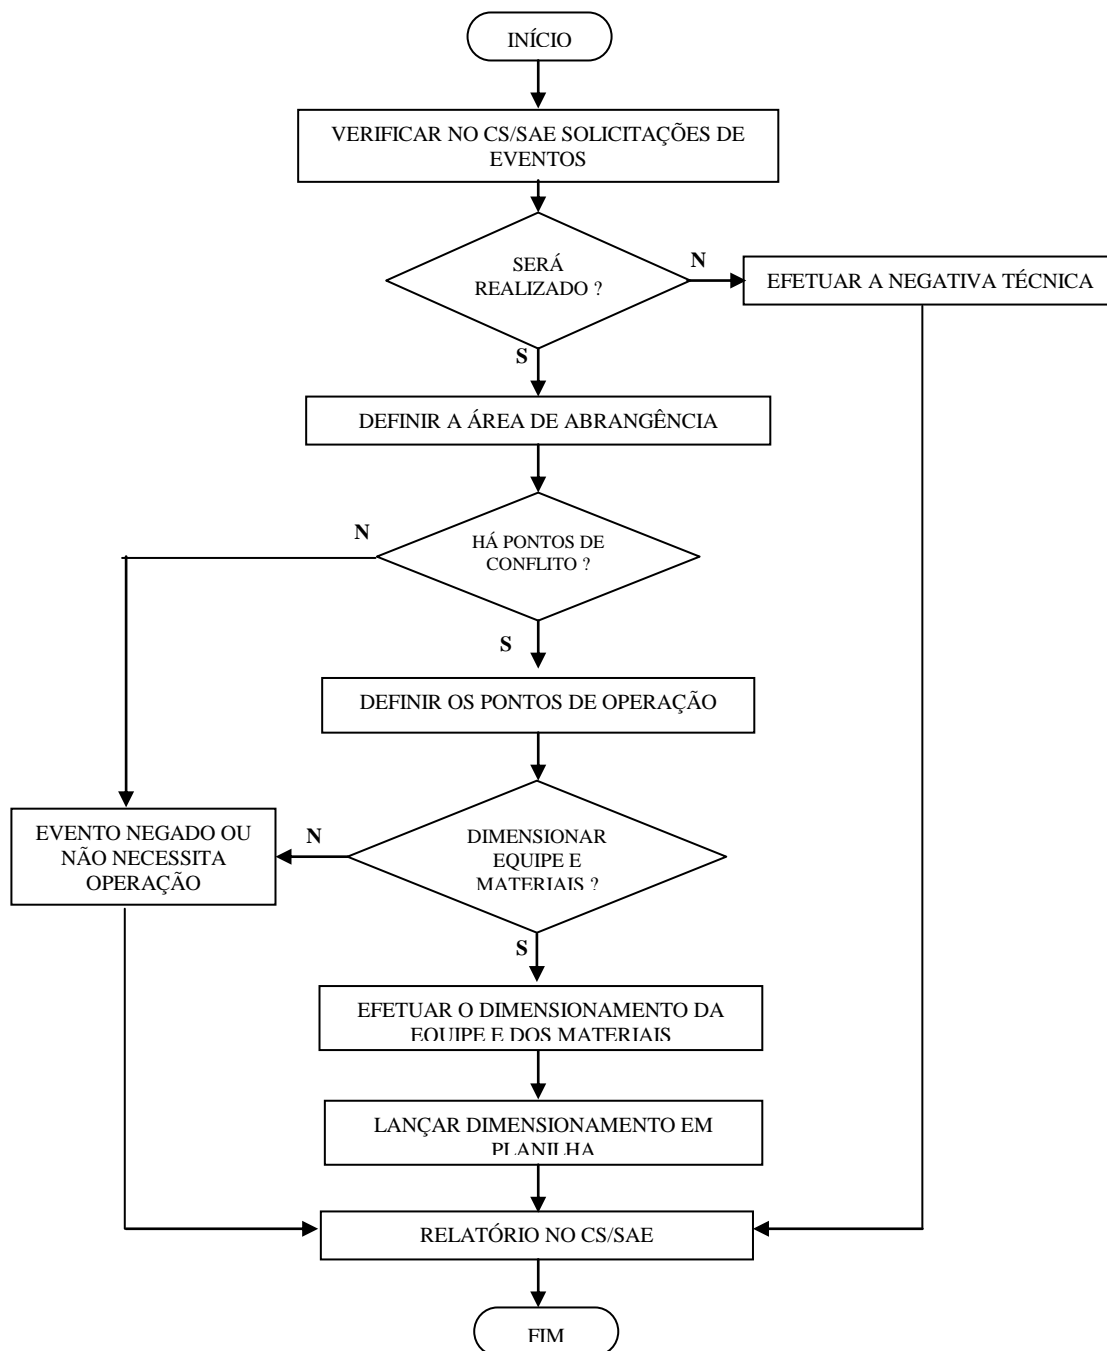 INÍCIO
VERIFICAR NO CS/SAE SOLICITAÇÕES DE
EVENTOS
SERÁ
REALIZADO ?
N
EFETUAR A NEGATIVA TÉCNICA
S
DEFINIR A ÁREA DE ABRANGÊNCIA
N
HÁ PONTOS DE
CONFLITO ?
S
DEFINIR OS PONTOS DE OPERAÇÃO
EVENTO NEGADO OU
NÃO NECESSITA
OPERAÇÃO
N
DIMENSIONAR
EQUIPE E
MATERIAIS ?
S
EFETUAR O DIMENSIONAMENTO DA
EQUIPE E DOS MATERIAIS
LANÇAR DIMENSIONAMENTO EM
PLANILHA
RELATÓRIO NO CS/SAE
FIM